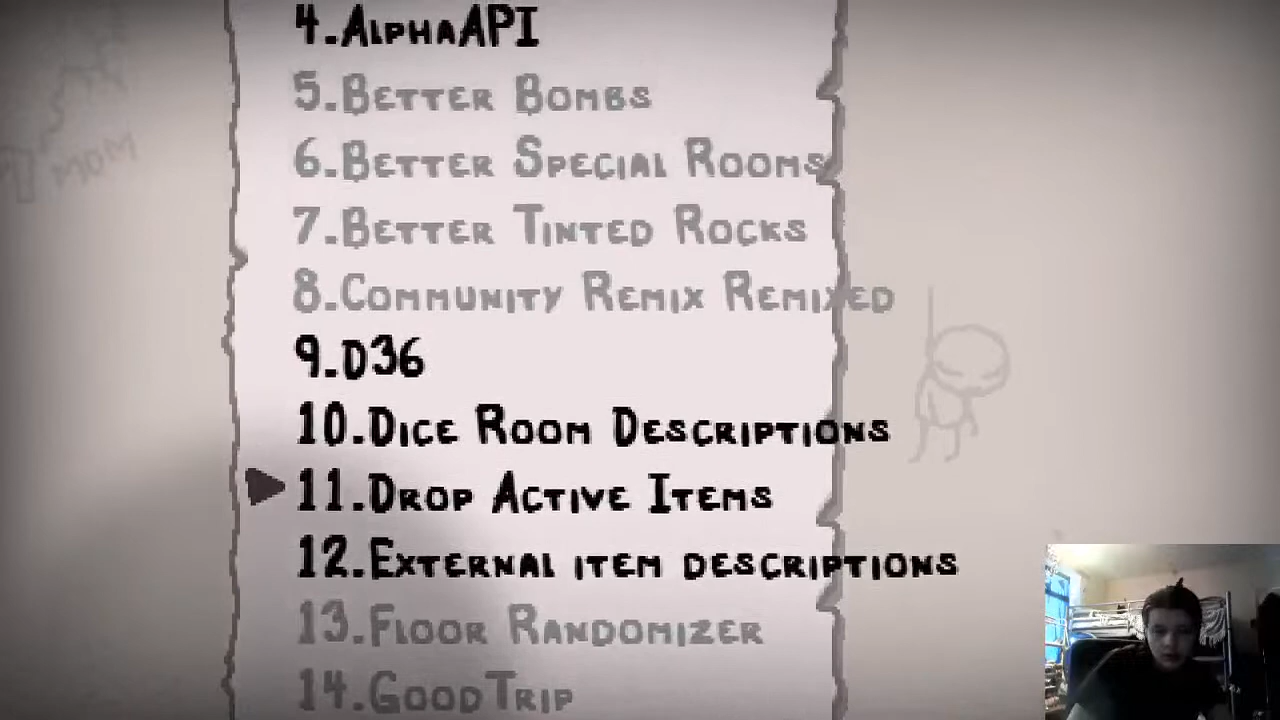 4.AlphaAPI
5.Better Bombs
6.Better Special Rooms
7.Better Tinted Rocks
8.Community Remix Remixed
9.D36
10.Dice Room Descriptions
11.Drop Active Items
12.External item descriptions
13.Floor Randomizer
14.GoodTrip
MOM